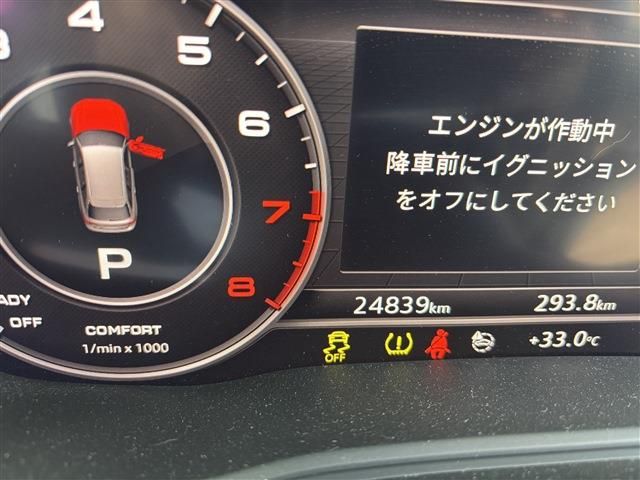 3 4 5
6
7
8
P
エンジンが作動中
降車前にイグニッション
をオフにしてください
ADY
OFF
COMFORT
1/min x 1000
24839km 293.8km
OFF +33.0°C